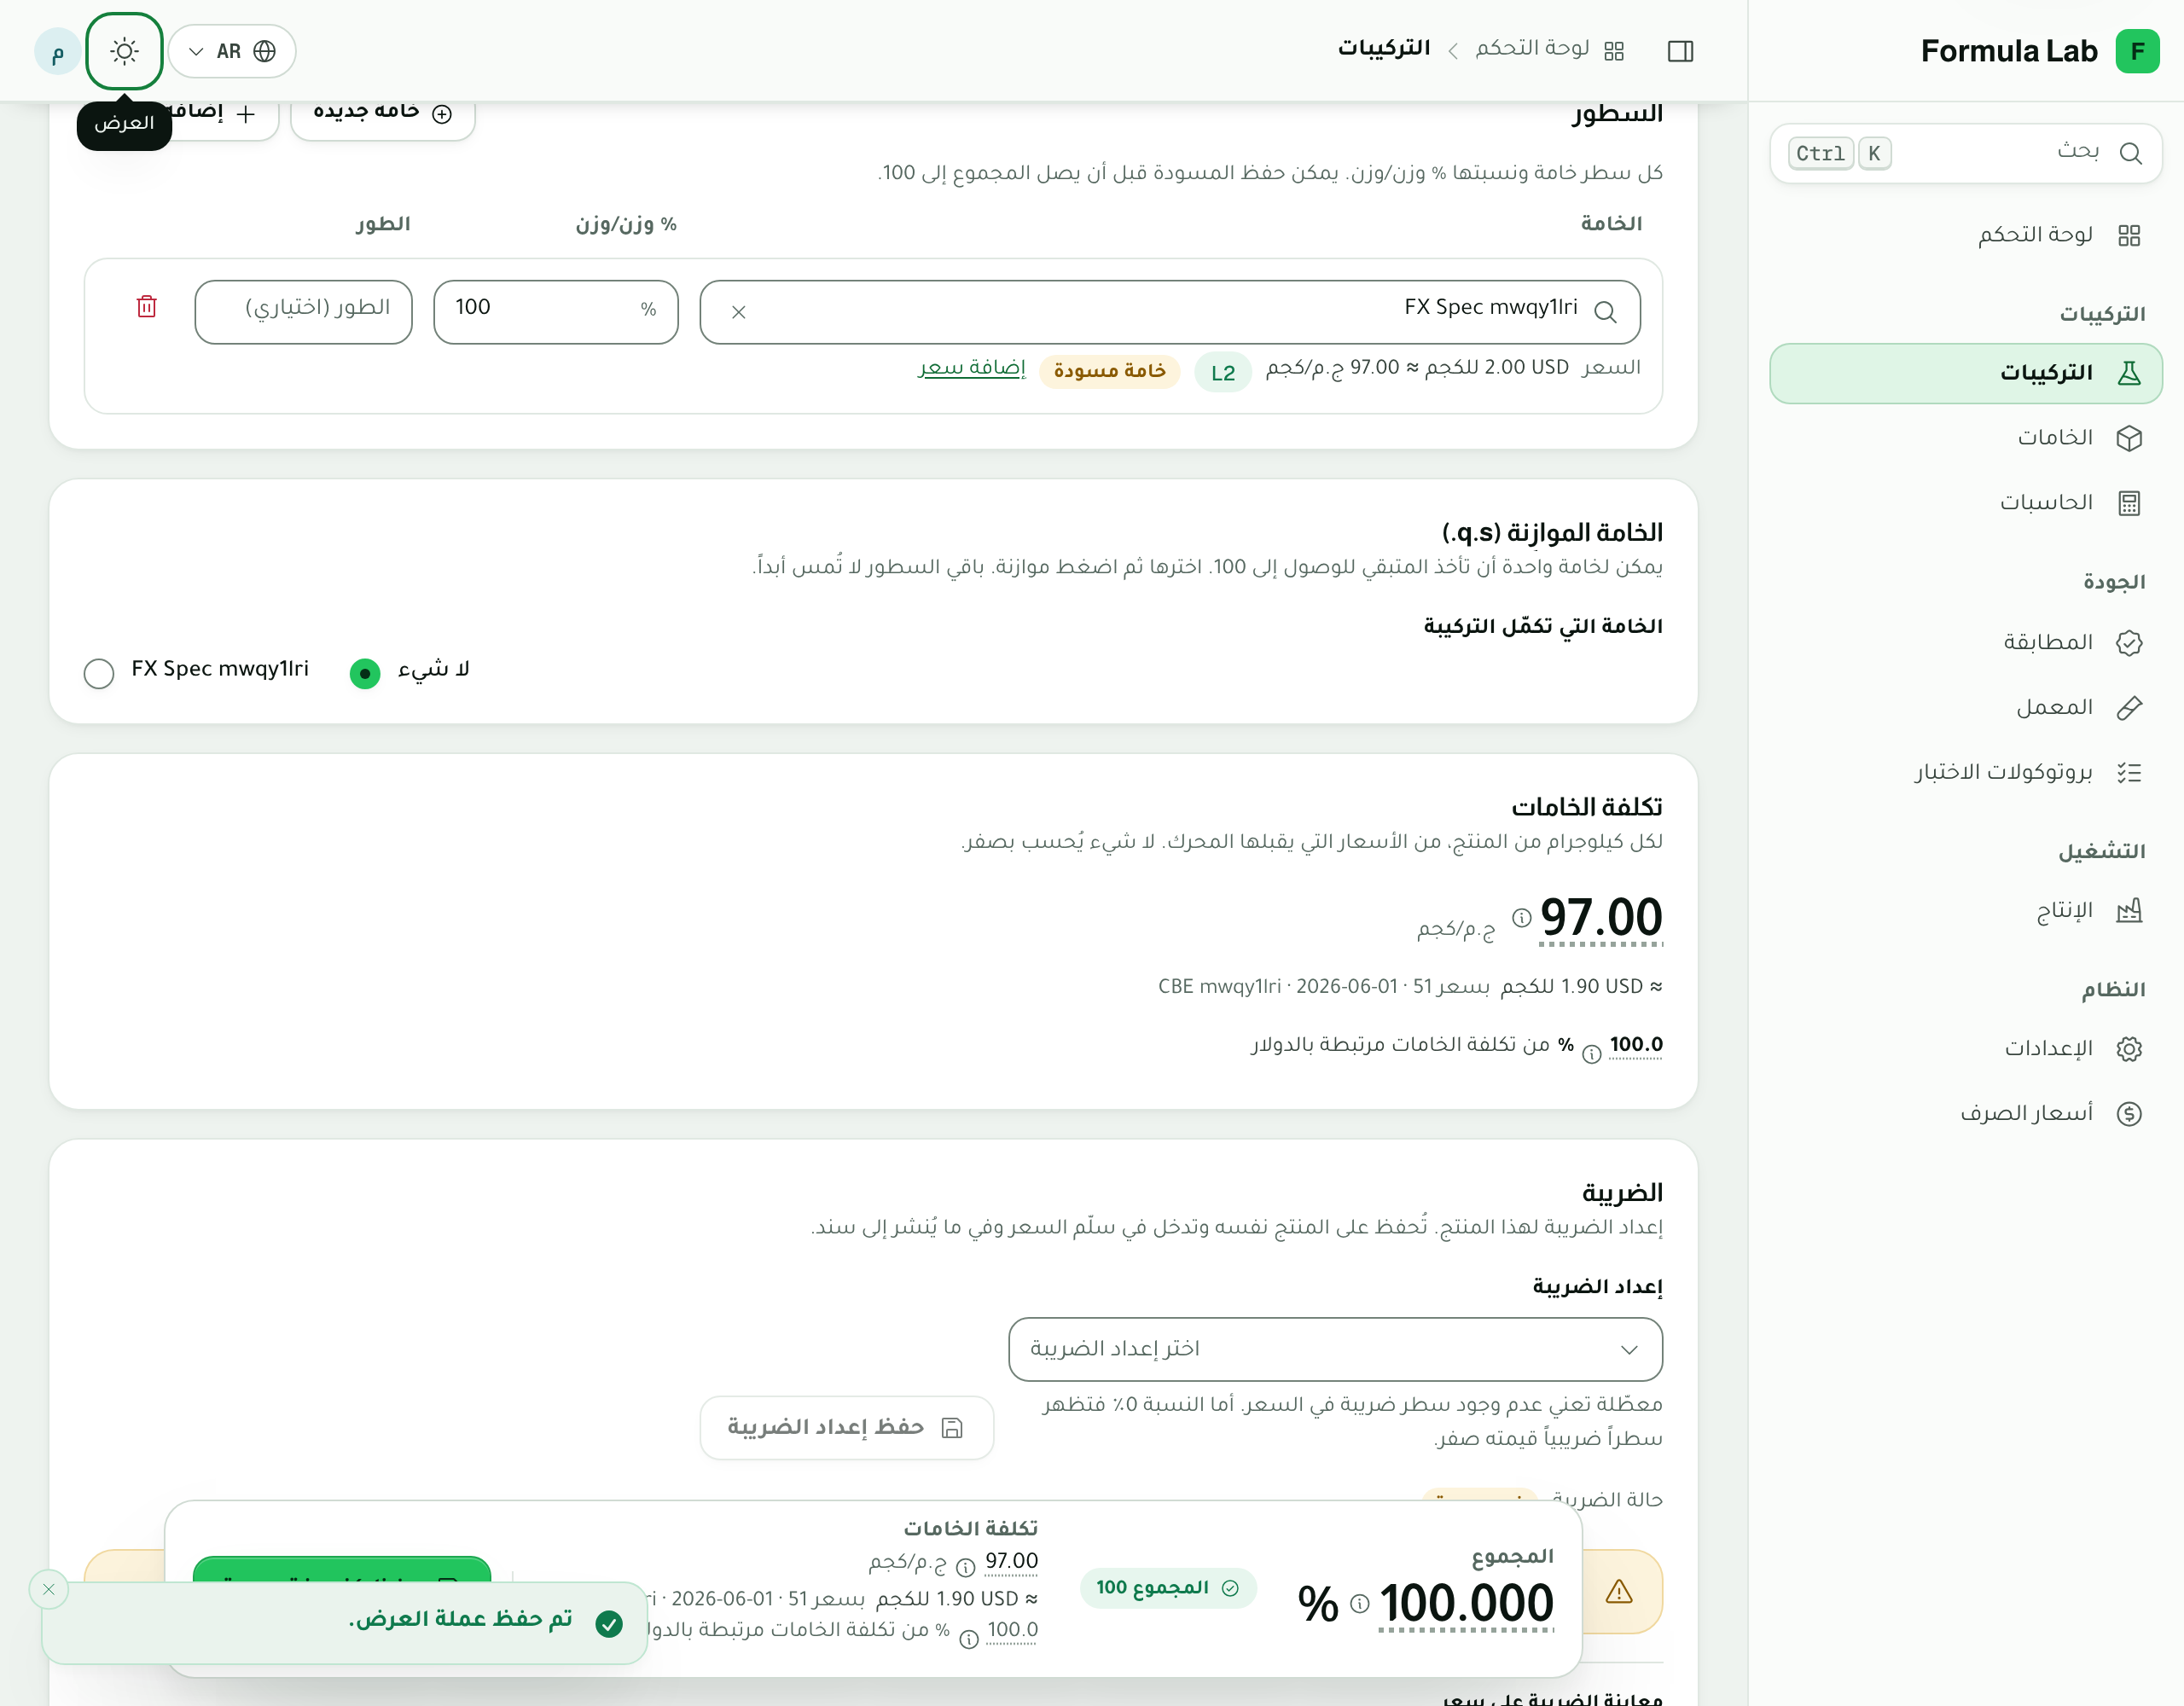 Formula Lab
F
بحث
Ctrl K
لوحة التحكم
التركيبات
التركيبات
الخامات
الحاسبات
الجودة
المطابقة
المعمل
بروتوكولات الاختبار
التشغيل
الإنتاج
النظام
الإعدادات
أسعار الصرف
لوحة التحكم
التركيبات
AR
م
العرض
السطور
خامة جديدة
كل سطر خامة ونسبتها % وزن/وزن. يمكن حفظ المسودة قبل أن يصل المجموع إلى 100.
الخامة
% وزن/وزن
الطور
FX Spec mwqy1lri
% 100
الطور (اختياري)
السعر 2.00 USD للكجم ≈ 97.00 ج.م/كجم L2 خامة مسودة إضافة سعر
الخامة الموازنة (q.s.)
يمكن لخامة واحدة أن تأخذ المتبقي للوصول إلى 100. اخترها ثم اضغط موازنة. باقي السطور لا تُمس أبداً.
الخامة التي تكمّل التركيبة
لا شيء
FX Spec mwqy1lri
تكلفة الخامات
لكل كيلوجرام من المنتج، من الأسعار التي يقبلها المحرك. لا شيء يُحسب بصفر.
97.00 ج.م/كجم
≈ 1.90 USD للكجم بسعر 51 · 2026-06-01 · CBE mwqy1lri
100.0 % من تكلفة الخامات مرتبطة بالدولار
الضريبة
إعداد الضريبة لهذا المنتج. تُحفظ على المنتج نفسه وتدخل في سلّم السعر وفي ما يُنشر إلى سند.
إعداد الضريبة
اختر إعداد الضريبة
معطّلة تعني عدم وجود سطر ضريبة في السعر. أما النسبة 0٪ فتظهر
سطراً ضريبياً قيمته صفر.
حفظ إعداد الضريبة
حالة الضريبة
المجموع
100.000 %
المجموع 100
تكلفة الخامات
97.00 ج.م/كجم
≈ 1.90 USD للكجم بسعر 51 · 2026-06-01 ·
100.0 % من تكلفة الخامات مرتبطة
تم حفظ عملة العرض.
معاينة الضريبة على سعر